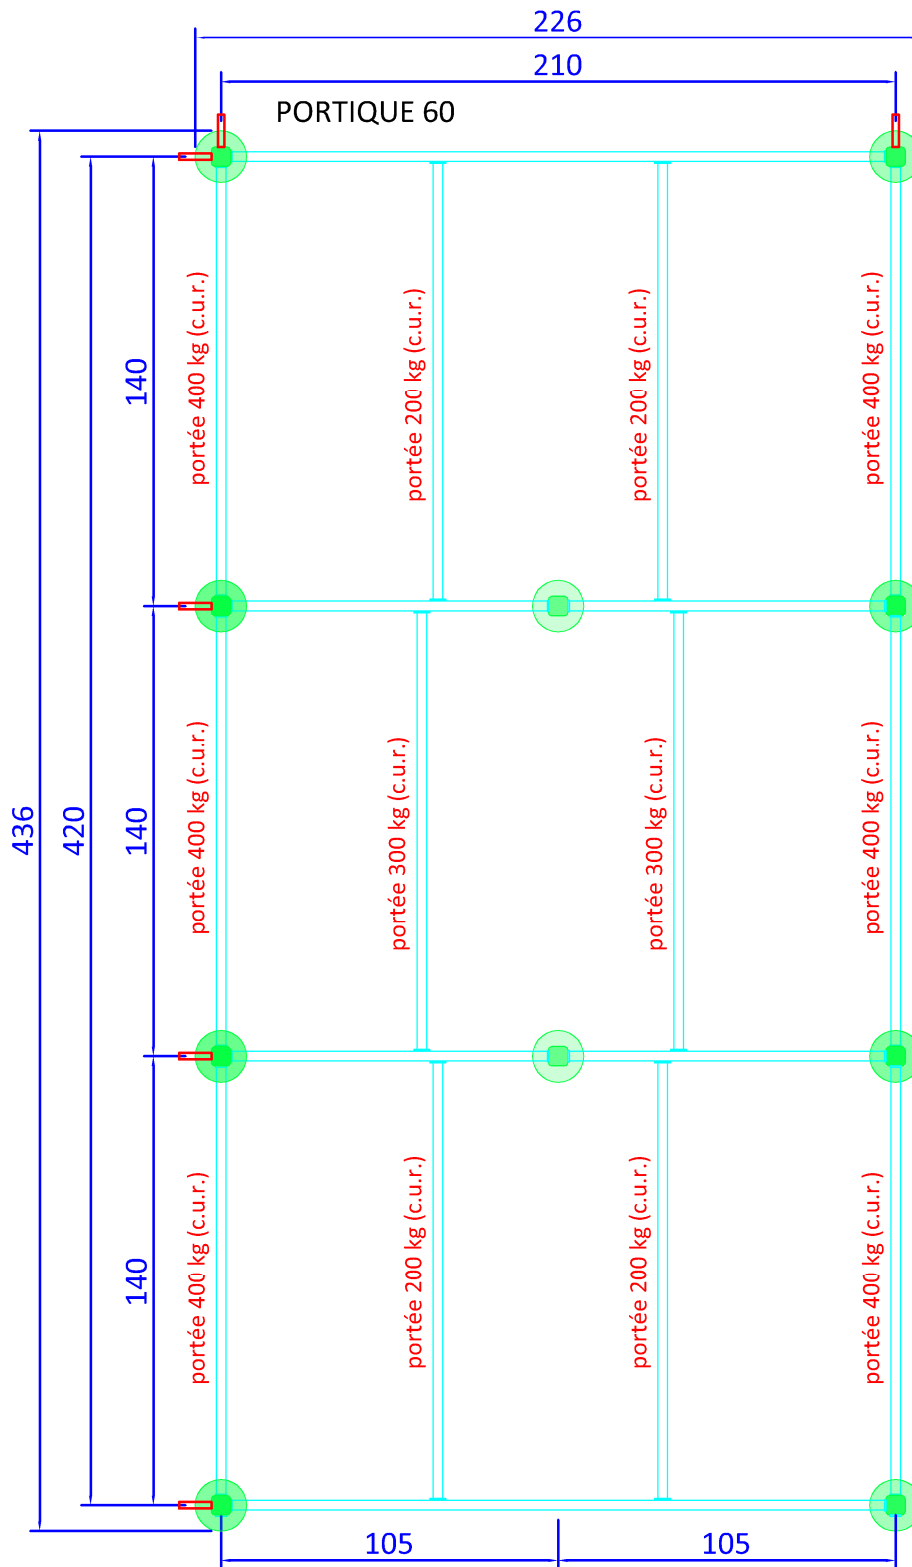 226
210
PORTIQUE 60
portée 400 kg (c.u.r.)
portée 200 kg (c.u.r.)
portée 200 kg (c.u.r.)
portée 400 kg (c.u.r.)
140
portée 400 kg (c.u.r.)
portée 300 kg (c.u.r.)
portée 300 kg (c.u.r.)
portée 400 kg (c.u.r.)
436
420
140
portée 400 kg (c.u.r.)
portée 200 kg (c.u.r.)
portée 200 kg (c.u.r.)
portée 400 kg (c.u.r.)
140
105
105